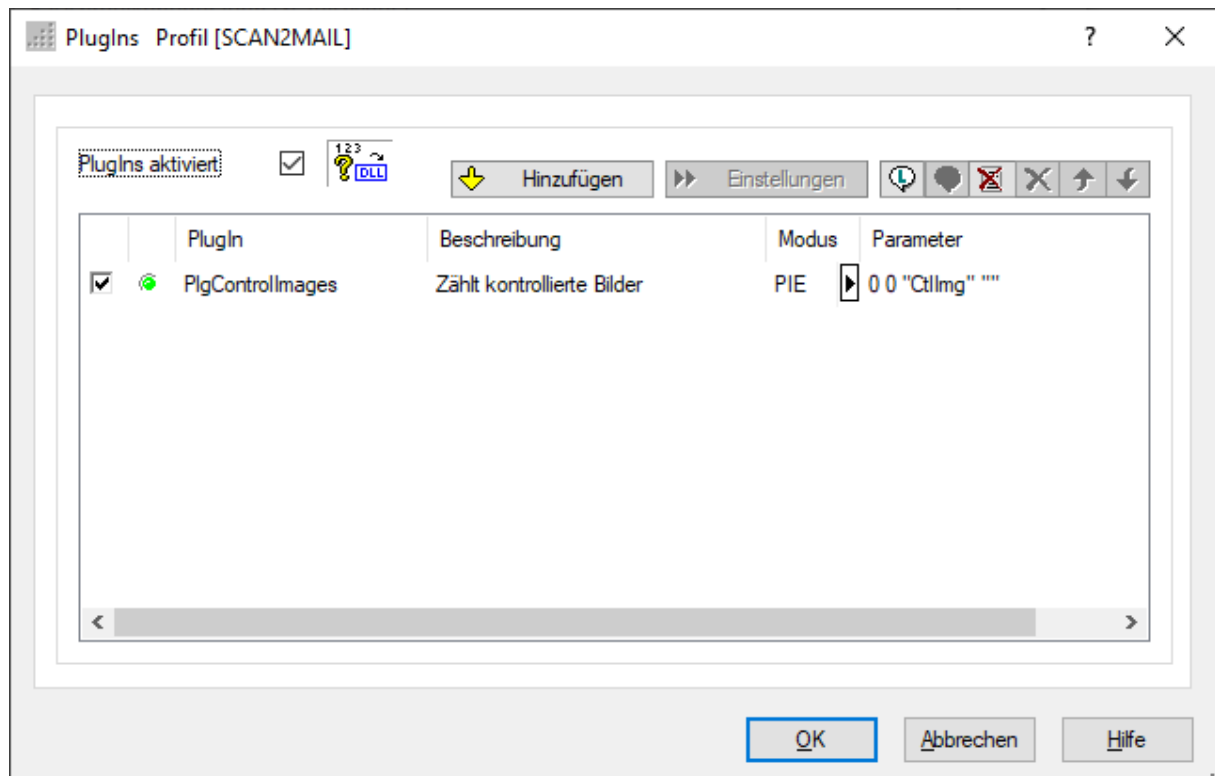 PlugIns Profil [SCAN2MAIL]
?
PlugIns aktiviert
123
DLL
Hinzufügen
Einstellungen
L
PlugIn Beschreibung Modus Parameter
PlgControlImages Zählt kontrollierte Bilder PIE 0 0 "CtlImg" ""
OK Abbrechen Hilfe